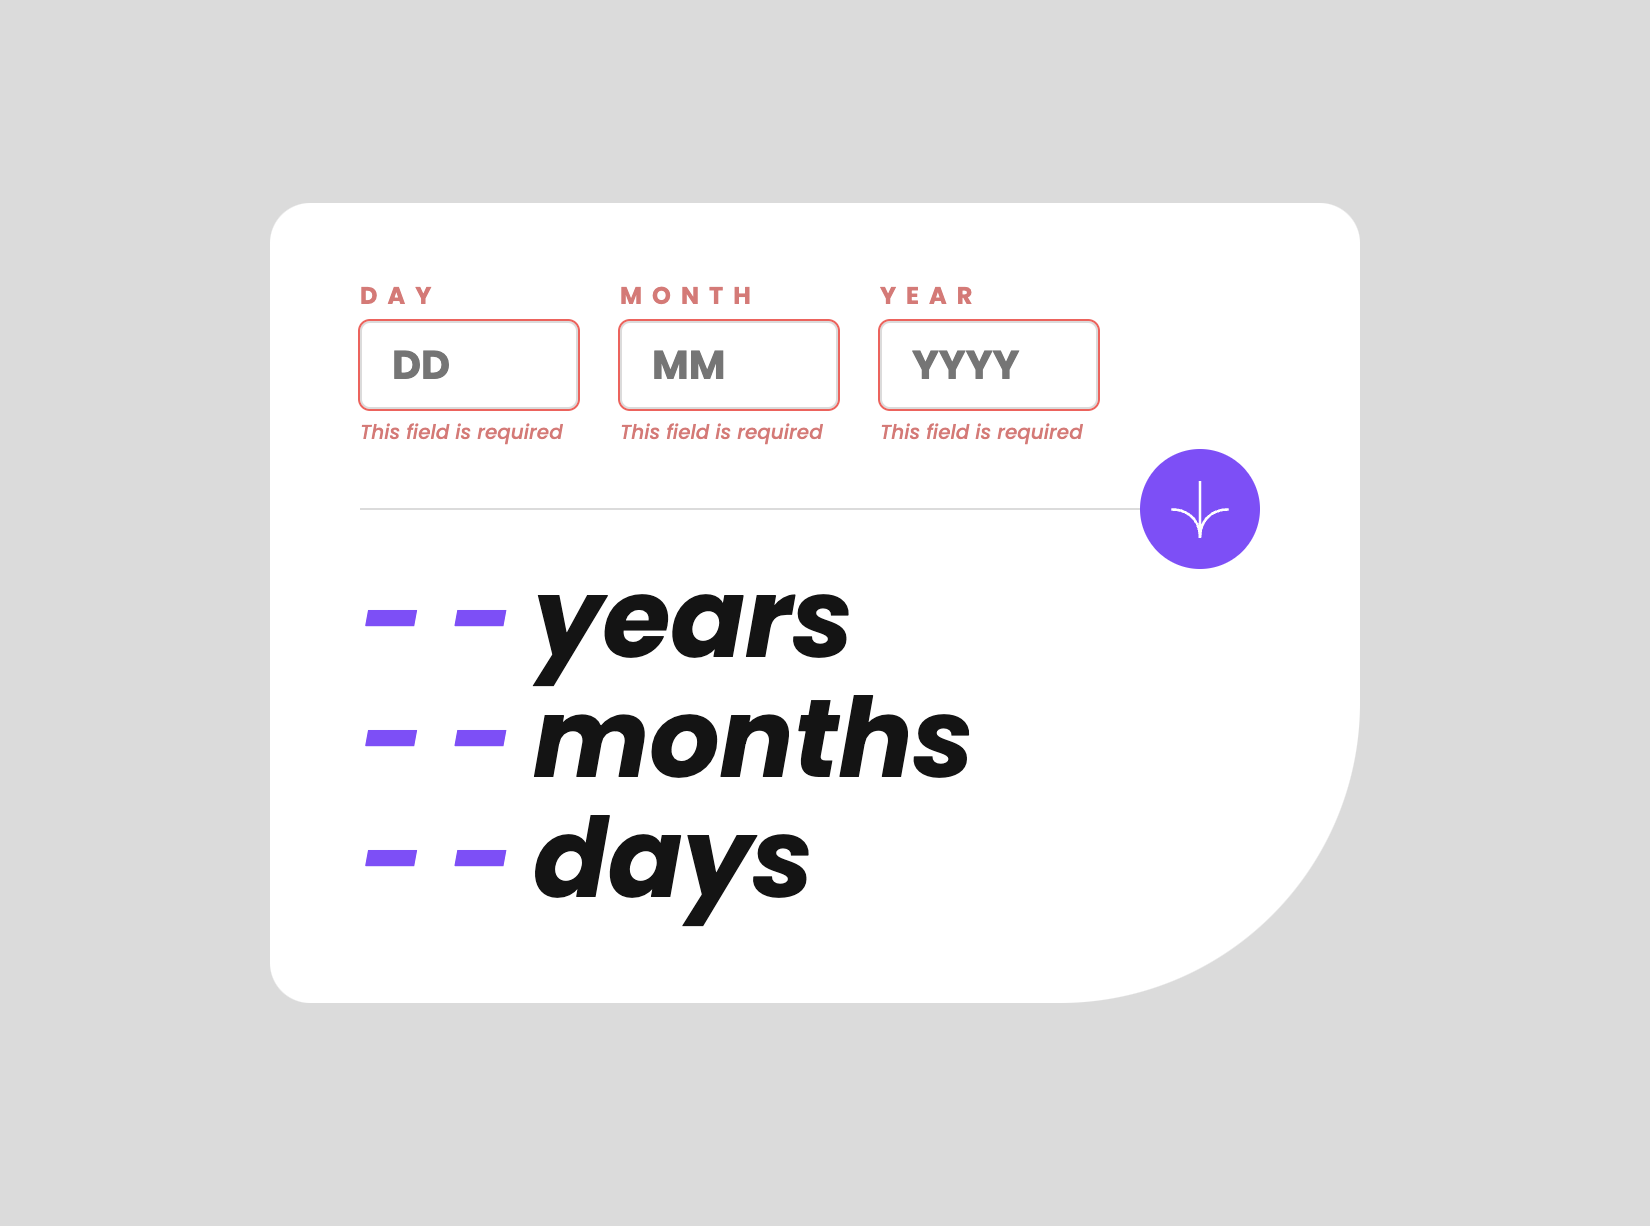 DAY MONTH YEAR
DD MM YYYY
This field is required This field is required This field is required
- - years
- - months
- - days